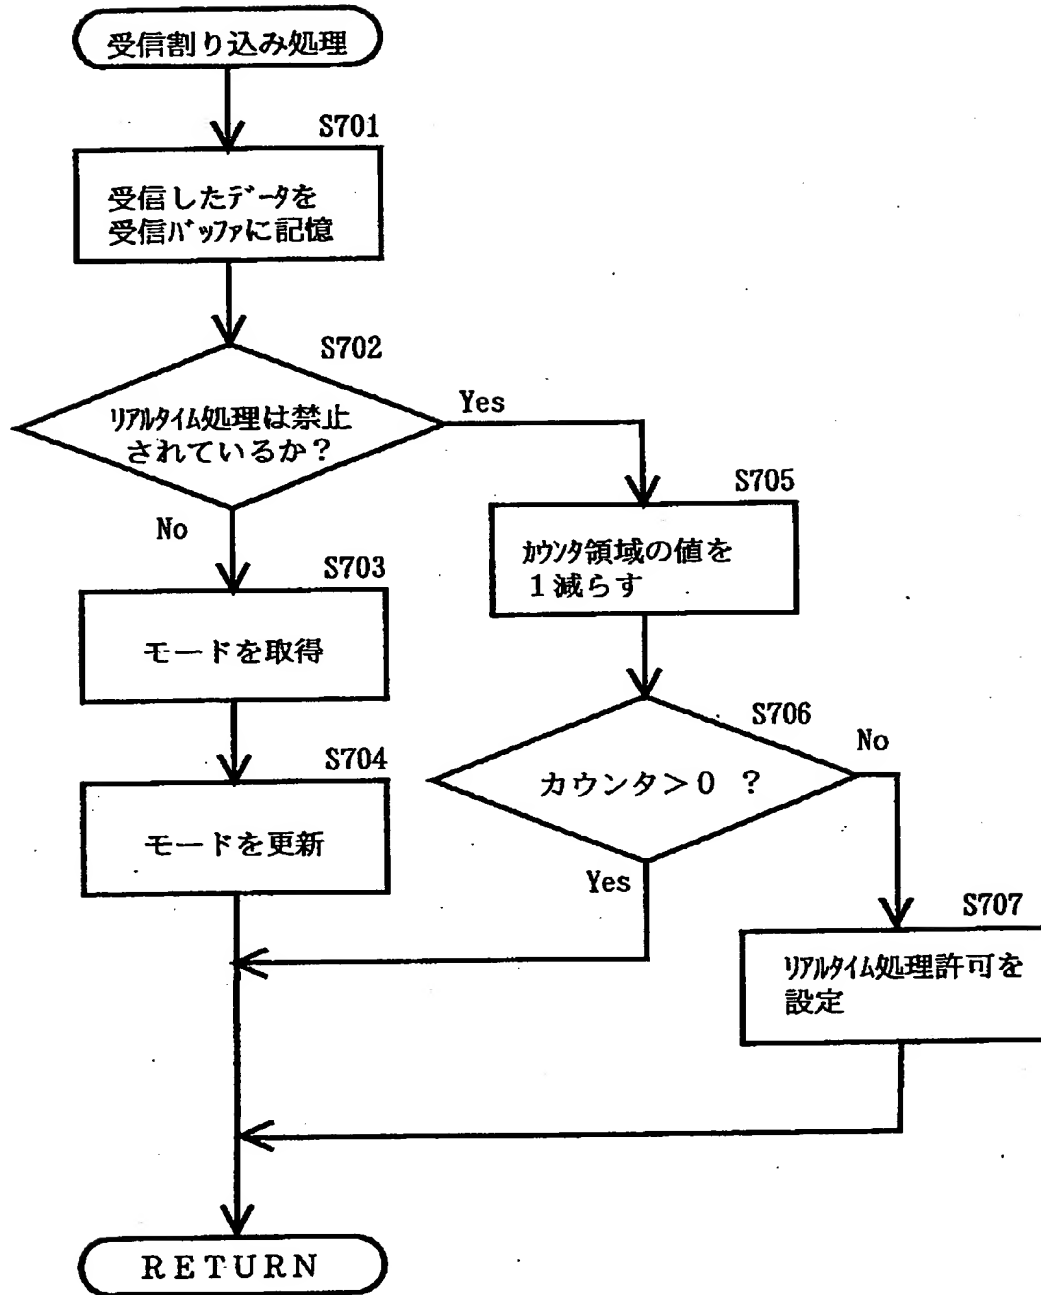 受信割り込み処理
S701
受信したデータを
受信バッファに記憶
S702
リアルタイム処理は禁止
されているか？
Yes
No
S703
モードを取得
S704
モードを更新
S705
カウンタ領域の値を
１減らす
S706
カウンタ＞０ ？
No
Yes
S707
リアルタイム処理許可を
設定
ＲＥＴＵＲＮ